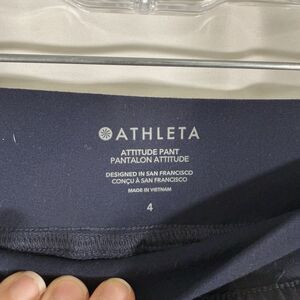 ATHLETA
ATTITUDE PANT
PANTALON ATTITUDE
DESIGNED IN SAN FRANCISCO
CONÇU À SAN FRANCISCO
MADE IN VIETNAM
4